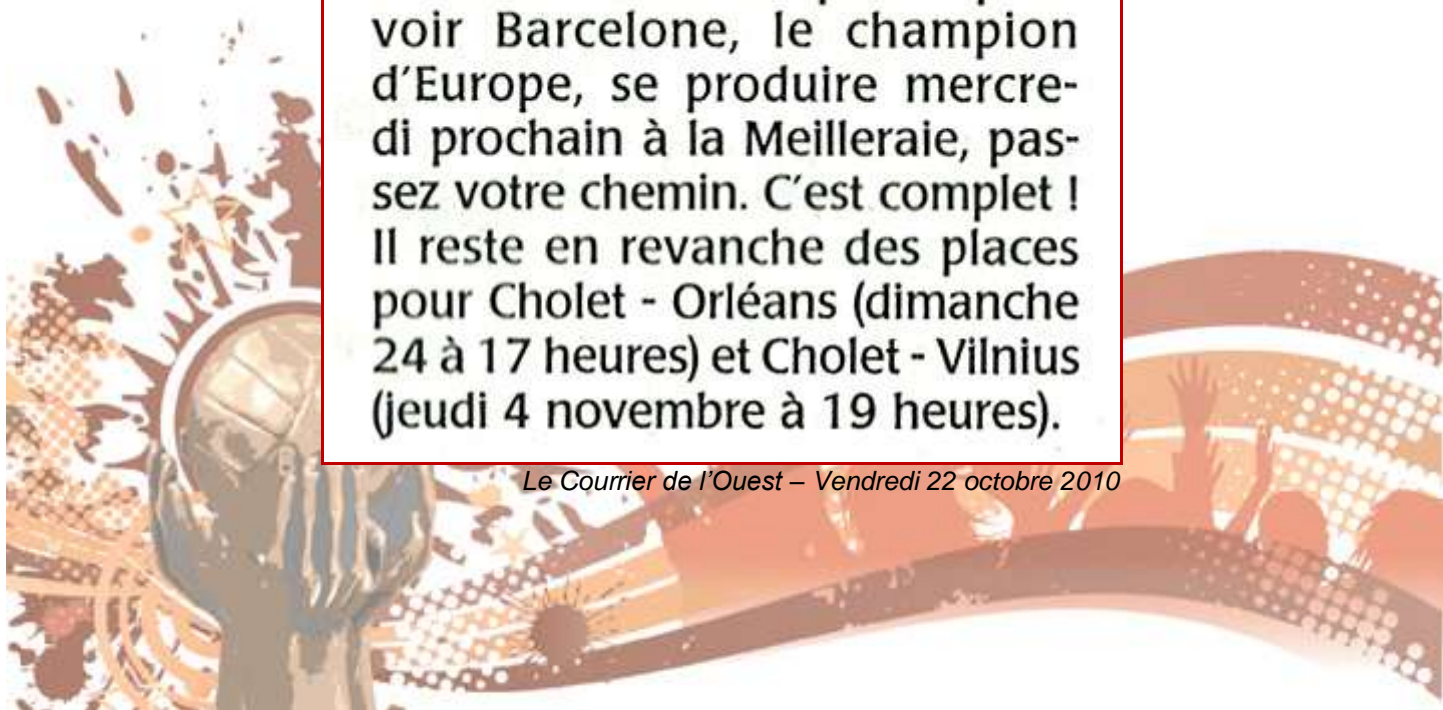 voir Barcelone, le champion
d'Europe, se produire mercre-
di prochain à la Meilleraie, pas-
sez votre chemin. C'est complet !
Il reste en revanche des places
pour Cholet - Orléans (dimanche
24 à 17 heures) et Cholet - Vilnius
(jeudi 4 novembre à 19 heures).
Le Courrier de l'Ouest – Vendredi 22 octobre 2010